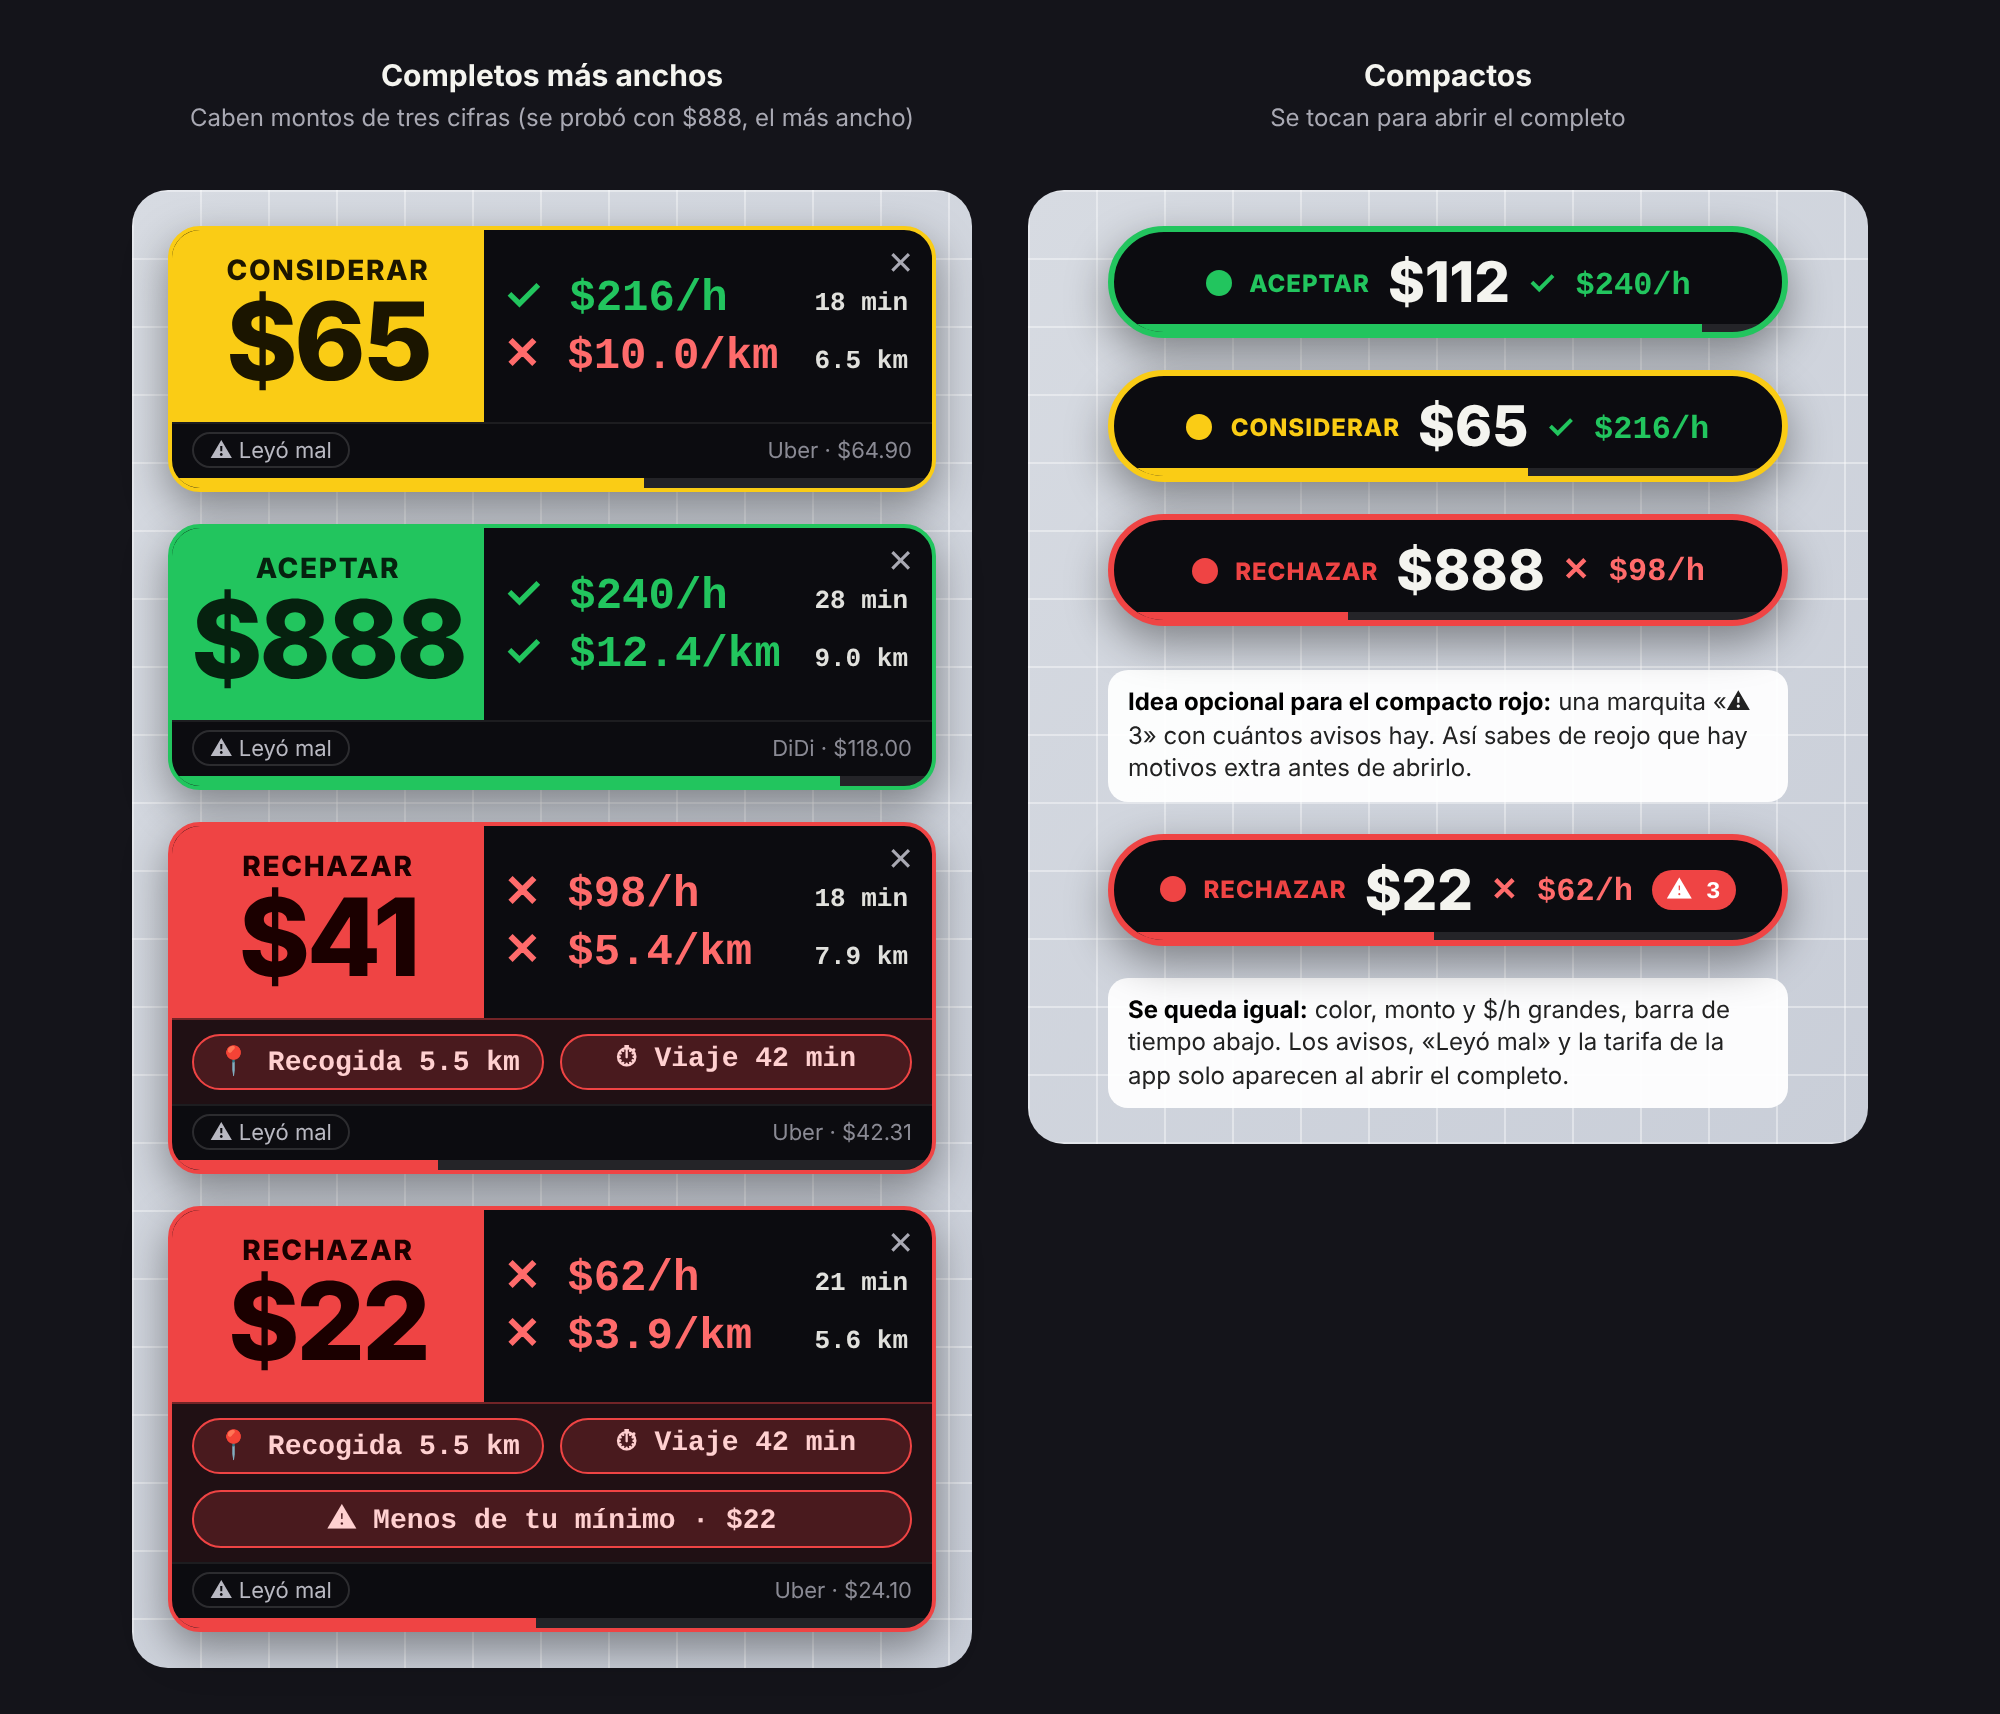 Completos más anchos
Caben montos de tres cifras (se probó con $888, el más ancho)
CONSIDERAR
$65
✓ $216/h 18 min
✕ $10.0/km 6.5 km
⚠ Leyó mal Uber · $64.90
ACEPTAR
$888
✓ $240/h 28 min
✓ $12.4/km 9.0 km
⚠ Leyó mal DiDi · $118.00
RECHAZAR
$41
✕ $98/h 18 min
✕ $5.4/km 7.9 km
📍 Recogida 5.5 km ⏱ Viaje 42 min
⚠ Leyó mal Uber · $42.31
RECHAZAR
$22
✕ $62/h 21 min
✕ $3.9/km 5.6 km
📍 Recogida 5.5 km ⏱ Viaje 42 min
⚠ Menos de tu mínimo · $22
⚠ Leyó mal Uber · $24.10
Compactos
Se tocan para abrir el completo
ACEPTAR $112 ✓ $240/h
CONSIDERAR $65 ✓ $216/h
RECHAZAR $888 ✕ $98/h
Idea opcional para el compacto rojo: una marquita «⚠
3» con cuántos avisos hay. Así sabes de reojo que hay
motivos extra antes de abrirlo.
RECHAZAR $22 ✕ $62/h ⚠ 3
Se queda igual: color, monto y $/h grandes, barra de
tiempo abajo. Los avisos, «Leyó mal» y la tarifa de la
app solo aparecen al abrir el completo.